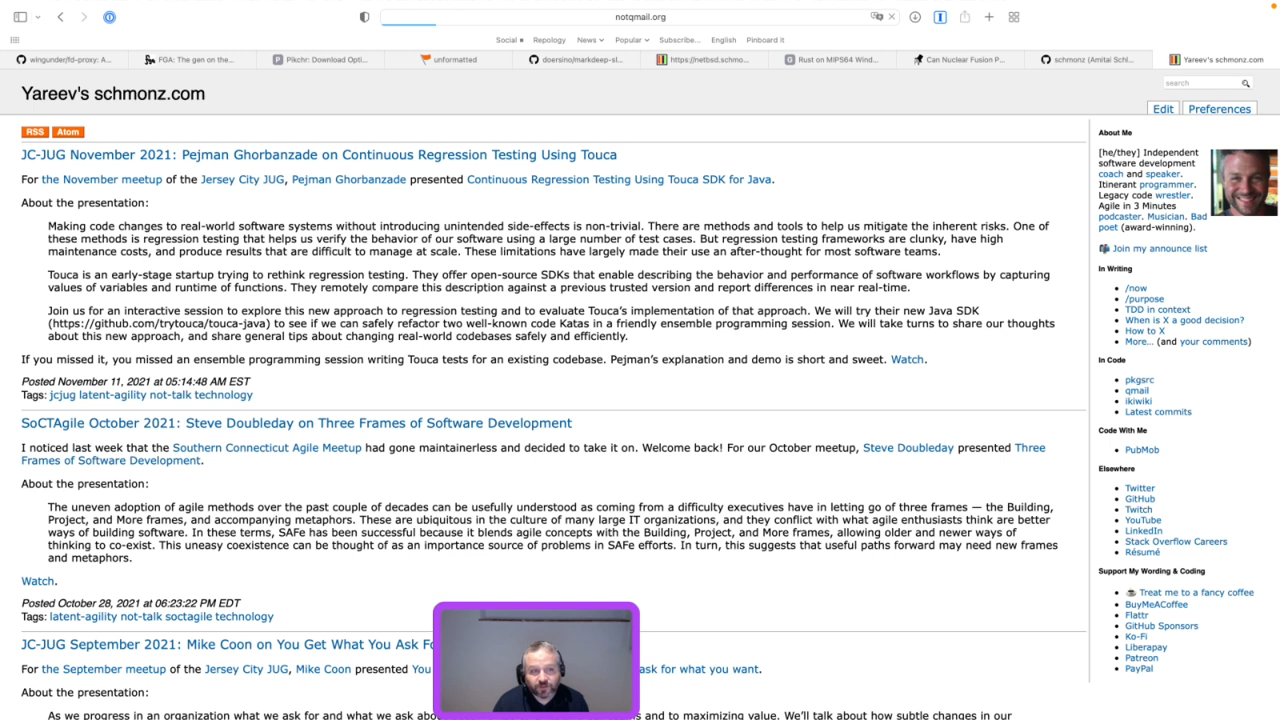 notqmail.org
Social
Repology
News
Popular
Subscribe...
English
Pinboard it
wingunder/fd-proxy: A...
FGA: The gen on the...
Pikchr: Download Opti...
unformatted
doersino/markdeep-sl...
https://netbsd.schmo...
Rust on MIPS64 Wind...
Can Nuclear Fusion P...
schmonz (Amitai Schl...
Yareev's schmonz.com
search
Yareev's schmonz.com
Edit
Preferences
RSS
Atom
JC-JUG November 2021: Pejman Ghorbanzade on Continuous Regression Testing Using Touca
For the November meetup of the Jersey City JUG, Pejman Ghorbanzade presented Continuous Regression Testing Using Touca SDK for Java.
About the presentation:
Making code changes to real-world software systems without introducing unintended side-effects is non-trivial. There are methods and tools to help us mitigate the inherent risks. One of
these methods is regression testing that helps us verify the behavior of our software using a large number of test cases. But regression testing frameworks are clunky, have high
maintenance costs, and produce results that are difficult to manage at scale. These limitations have largely made their use an after-thought for most software teams.
Touca is an early-stage startup trying to rethink regression testing. They offer open-source SDKs that enable describing the behavior and performance of software workflows by capturing
values of variables and runtime of functions. They remotely compare this description against a previous trusted version and report differences in near real-time.
Join us for an interactive session to explore this new approach to regression testing and to evaluate Touca's implementation of that approach. We will try their new Java SDK
(https://github.com/trytouca/touca-java) to see if we can safely refactor two well-known code Katas in a friendly ensemble programming session. We will take turns to share our thoughts
about this new approach, and share general tips about changing real-world codebases safely and efficiently.
If you missed it, you missed an ensemble programming session writing Touca tests for an existing codebase. Pejman's explanation and demo is short and sweet. Watch.
Posted November 11, 2021 at 05:14:48 AM EST
Tags: jcjug latent-agility not-talk technology
SoCTAgile October 2021: Steve Doubleday on Three Frames of Software Development
I noticed last week that the Southern Connecticut Agile Meetup had gone maintainerless and decided to take it on. Welcome back! For our October meetup, Steve Doubleday presented Three
Frames of Software Development.
About the presentation:
The uneven adoption of agile methods over the past couple of decades can be usefully understood as coming from a difficulty executives have in letting go of three frames — the Building,
Project, and More frames, and accompanying metaphors. These are ubiquitous in the culture of many large IT organizations, and they conflict with what agile enthusiasts think are better
ways of building software. In these terms, SAFe has been successful because it blends agile concepts with the Building, Project, and More frames, allowing older and newer ways of
thinking to co-exist. This uneasy coexistence can be thought of as an importance source of problems in SAFe efforts. In turn, this suggests that useful paths forward may need new frames
and metaphors.
Watch.
Posted October 28, 2021 at 06:23:22 PM EDT
Tags: latent-agility not-talk soctagile technology
JC-JUG September 2021: Mike Coon on You Get What You Ask Fo
For the September meetup of the Jersey City JUG, Mike Coon presented You
ask for what you want.
About the presentation:
As we progress in an organization what we ask for and what we ask abo
s and to maximizing value. We'll talk about how subtle changes in our
About Me
[he/they] Independent
software development
coach and speaker.
Itinerant programmer.
Legacy code wrestler.
Agile in 3 Minutes
podcaster. Musician. Bad
poet (award-winning).
Join my announce list
In Writing
/now
/purpose
TDD in context
When is X a good decision?
How to X
More... (and your comments)
In Code
pkgsrc
qmail
ikiwiki
Latest commits
Code With Me
PubMob
Elsewhere
Twitter
GitHub
Twitch
YouTube
LinkedIn
Stack Overflow Careers
Résumé
Support My Wording & Coding
Treat me to a fancy coffee
BuyMeACoffee
Flattr
GitHub Sponsors
Ko-Fi
Liberapay
Patreon
PayPal